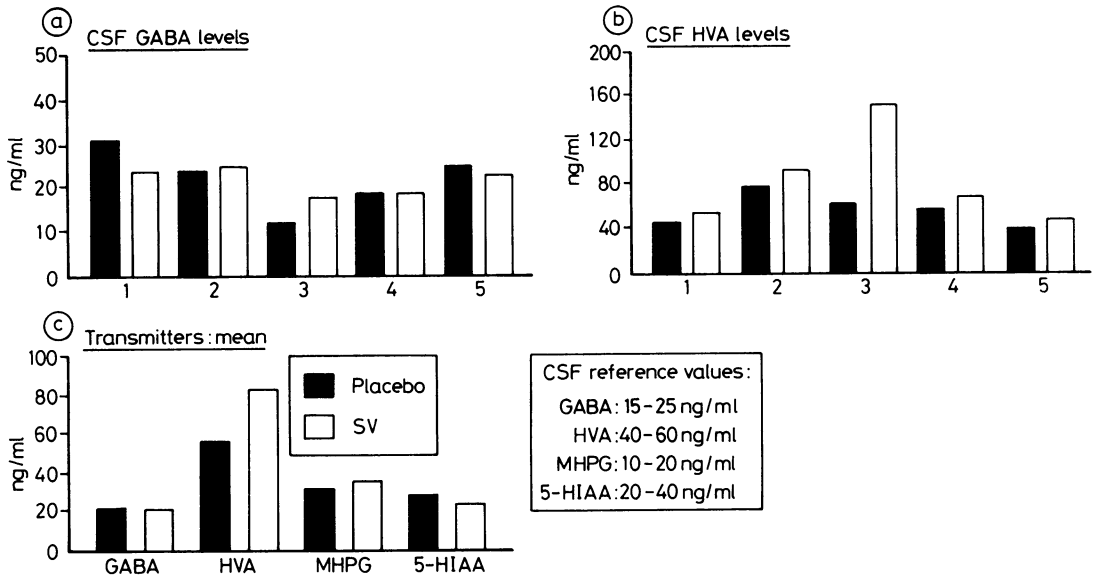 a
CSF GABA levels
50
40
30
20
10
0
ng/ml
1 2 3 4 5
b
CSF HVA levels
200
160
120
80
40
0
ng/ml
1 2 3 4 5
c
Transmitters: mean
100
80
60
40
20
0
ng/ml
GABA HVA MHPG 5-HIAA
Placebo
SV
CSF reference values:
GABA: 15-25 ng/ml
HVA: 40-60 ng/ml
MHPG: 10-20 ng/ml
5-HIAA: 20-40 ng/ml